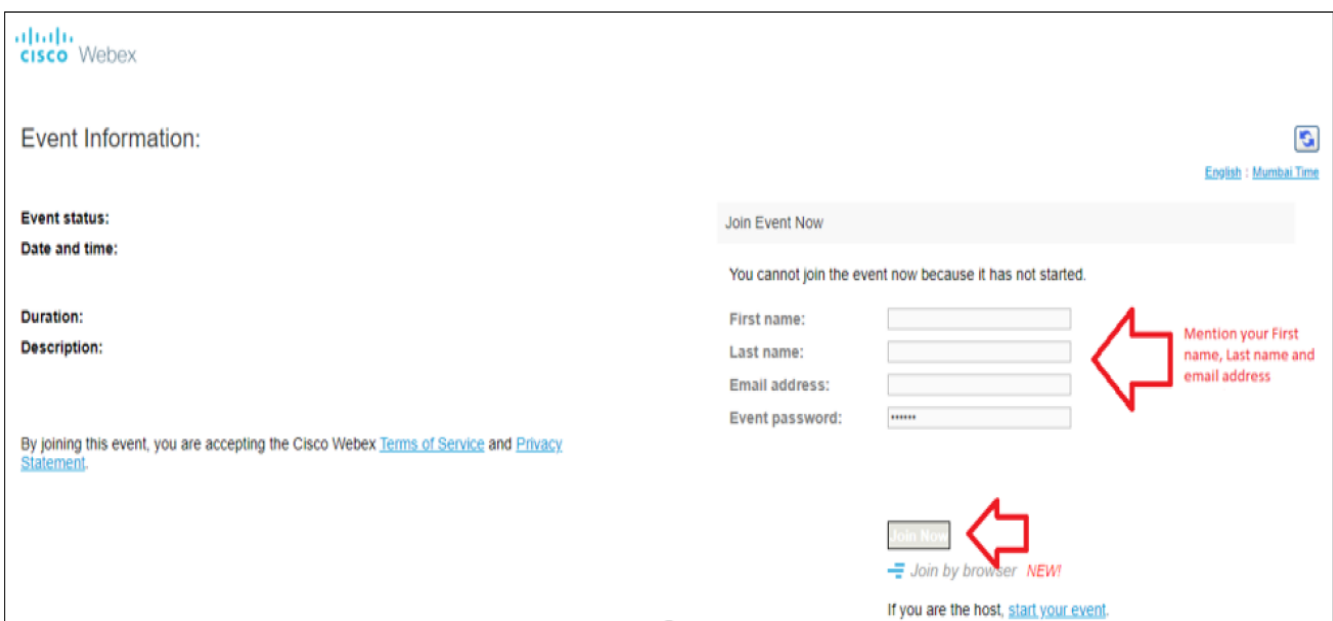 cisco Webex
Event Information:
English : Mumbai Time
Event status:
Date and time:
Duration:
Description:
By joining this event, you are accepting the Cisco Webex Terms of Service and Privacy
Statement.
Join Event Now
You cannot join the event now because it has not started.
First name:
Last name:
Email address:
Event password: ······
Mention your First
name, Last name and
email address
Join Now
Join by browser NEW!
If you are the host, start your event.